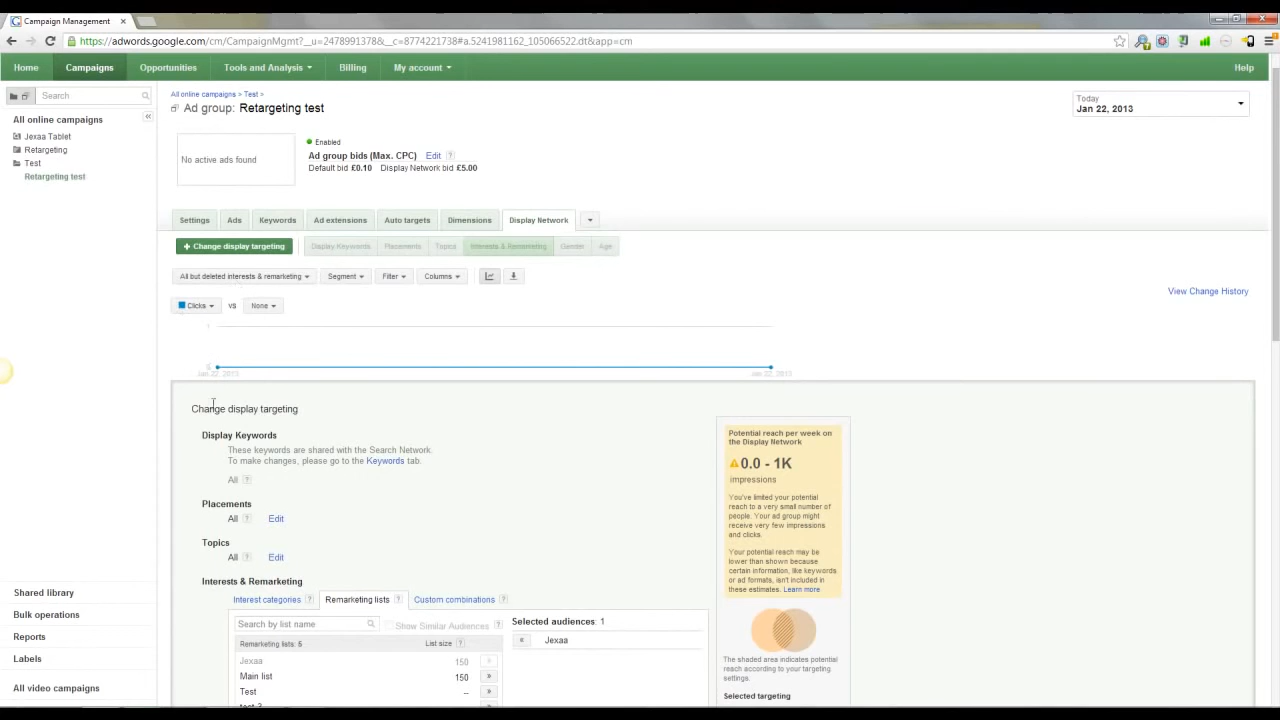 Campaign Management
https://adwords.google.com/cm/CampaignMgmt?__u=2478991378&__c=8774221738#a.5241981162_105066522.dt&app=cm
Home Campaigns Opportunities Tools and Analysis Billing My account Help
Search
All online campaigns
Jexaa Tablet
Retargeting
Test
Retargeting test
Shared library
Bulk operations
Reports
Labels
All video campaigns
All online campaigns > Test >
Ad group: Retargeting test
Today
Jan 22, 2013
No active ads found
Enabled
Ad group bids (Max. CPC) Edit ?
Default bid £0.10 Display Network bid £5.00
Settings Ads Keywords Ad extensions Auto targets Dimensions Display Network
+ Change display targeting Display Keywords Placements Topics Interests & Remarketing Gender Age
All but deleted interests & remarketing Segment Filter Columns
View Change History
Clicks vs None
1
0
Jan 22, 2013 Jan 22, 2013
Change display targeting
Display Keywords
These keywords are shared with the Search Network.
To make changes, please go to the Keywords tab.
All ?
Placements
All ? Edit
Topics
All ? Edit
Interests & Remarketing
Interest categories ? Remarketing lists ? Custom combinations ?
Search by list name Show Similar Audiences ?
Remarketing lists: 5 List size ?
Jexaa 150 »
Main list 150 »
Test -- »
Selected audiences: 1
« Jexaa
Potential reach per week on
the Display Network
0.0 - 1K
impressions
You've limited your potential
reach to a very small number of
people. Your ad group might
receive very few impressions
and clicks.
Your potential reach may be
lower than shown because
certain information, like keywords
or ad formats, isn't included in
these estimates. Learn more
The shaded area indicates potential
reach according to your targeting
settings.
Selected targeting